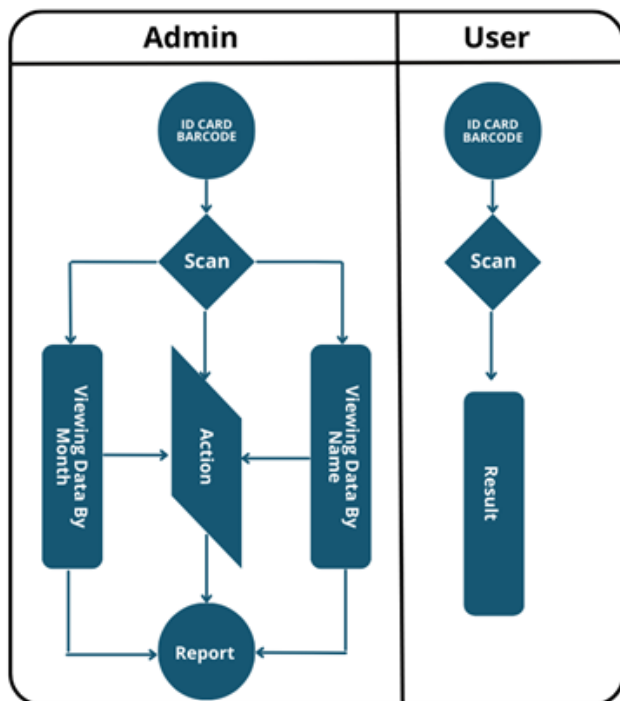 Admin
User
ID CARD
BARCODE
ID CARD
BARCODE
Scan
Scan
Viewing Data By
Month
Action
Viewing Data By
Name
Result
Report